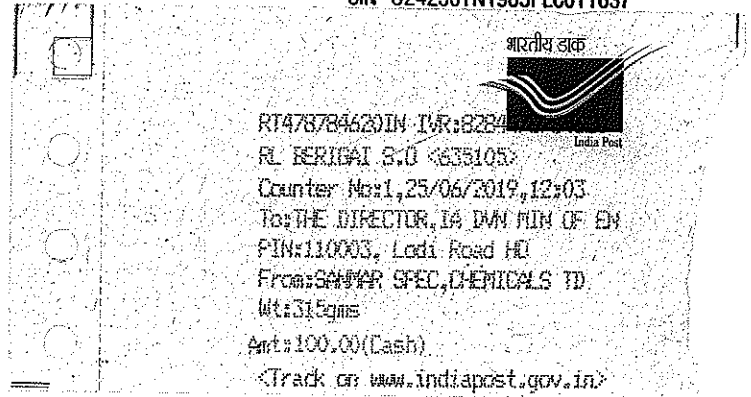 भारतीय डाक
India Post
RT478784620IN IVR:8284
RL BERIGAI S.O <635105>
Counter No:1,25/06/2019,12:03
To:THE DIRECTOR,IA DVN MIN OF EN
PIN:110003, Lodi Road HO
From:SANMAR SPEC,CHEMICALS TD
Wt:315gms
Amt:100.00(Cash)
<Track on www.indiapost.gov.in>